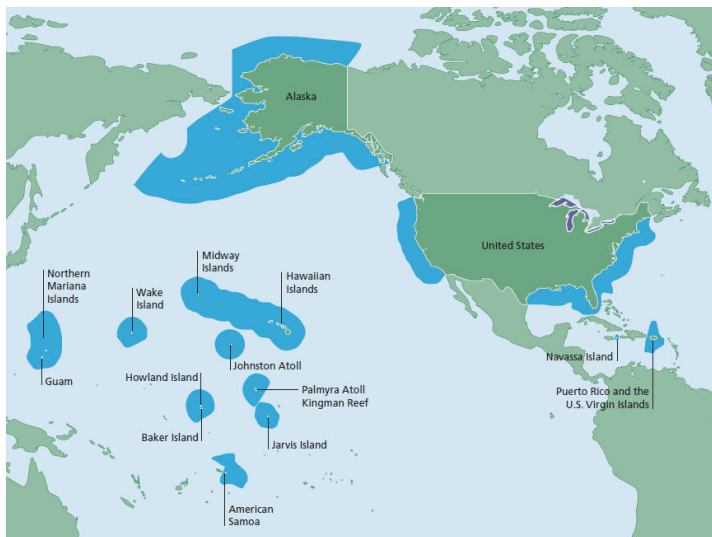 Alaska
United States
Midway
Islands
Hawaiian
Islands
Northern
Mariana
Islands
Wake
Island
Johnston Atoll
Navassa Island
Guam
Howland Island
Palmyra Atoll
Kingman Reef
Puerto Rico and the
U.S. Virgin Islands
Baker Island
Jarvis Island
American
Samoa